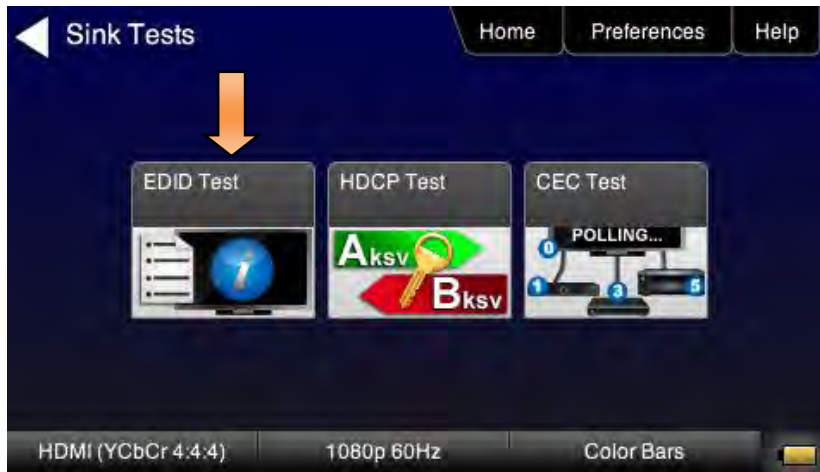 Sink Tests
Home
Preferences
Help
EDID Test
HDCP Test
CEC Test
i
Aksv
Bksv
POLLING...
0
1
3
5
HDMI (YCbCr 4:4:4)
1080p 60Hz
Color Bars